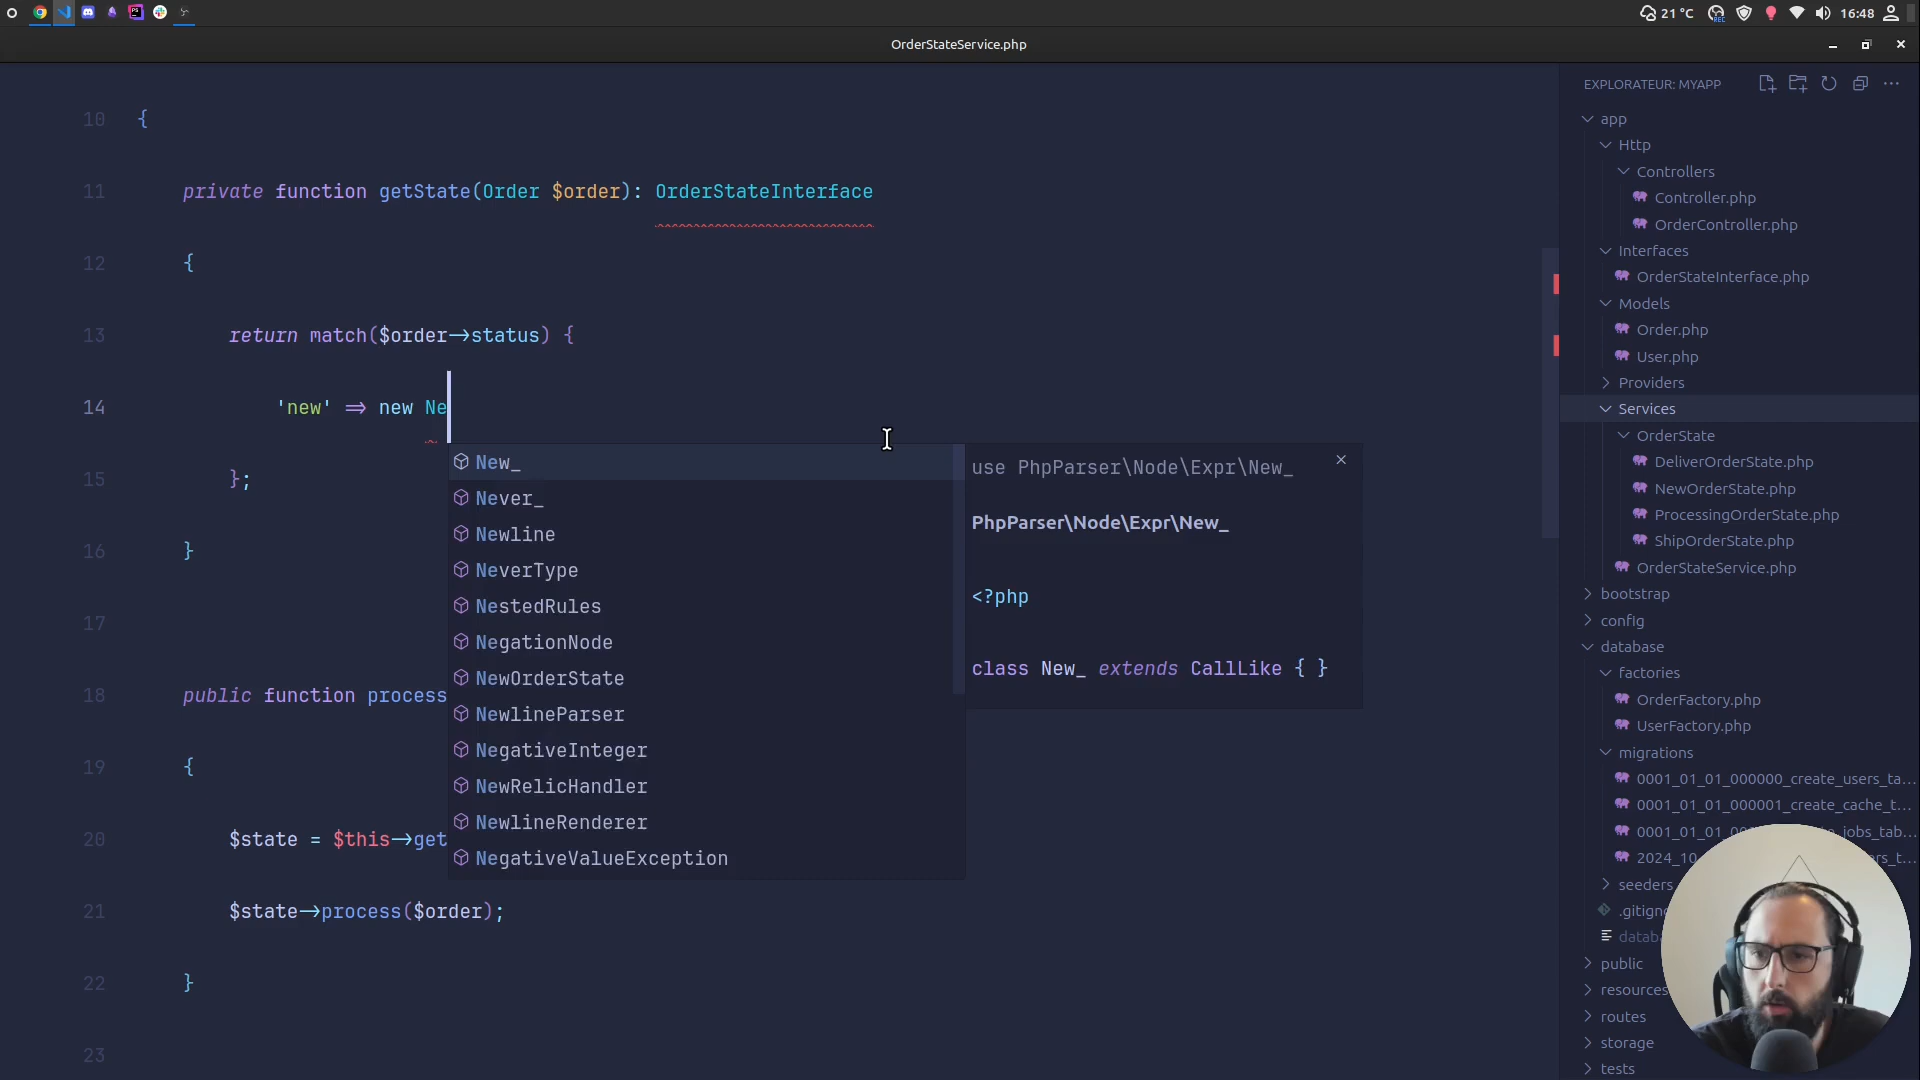 21 °C
REC
16:48
OrderStateService.php
10 {
11 private function getState(Order $order): OrderStateInterface
12 {
13 return match($order->status) {
14 'new' => new Ne
15 };
16 }
17
18 public function process
19 {
20 $state = $this->get
21 $state->process($order);
22 }
23
New_
Never_
Newline
NeverType
NestedRules
NegationNode
NewOrderState
NewlineParser
NegativeInteger
NewRelicHandler
NewlineRenderer
NegativeValueException
use PhpParser\Node\Expr\New_
PhpParser\Node\Expr\New_
<?php
class New_ extends CallLike { }
EXPLORATEUR: MYAPP
app
Http
Controllers
Controller.php
OrderController.php
Interfaces
OrderStateInterface.php
Models
Order.php
User.php
Providers
Services
OrderState
DeliverOrderState.php
NewOrderState.php
ProcessingOrderState.php
ShipOrderState.php
OrderStateService.php
bootstrap
config
database
factories
OrderFactory.php
UserFactory.php
migrations
0001_01_01_000000_create_users_ta...
0001_01_01_000001_create_cache_t...
0001_01_01_00 te_jobs_tab...
2024_10 ers_t...
seeders
.gitign
databa
public
resources
routes
storage
tests